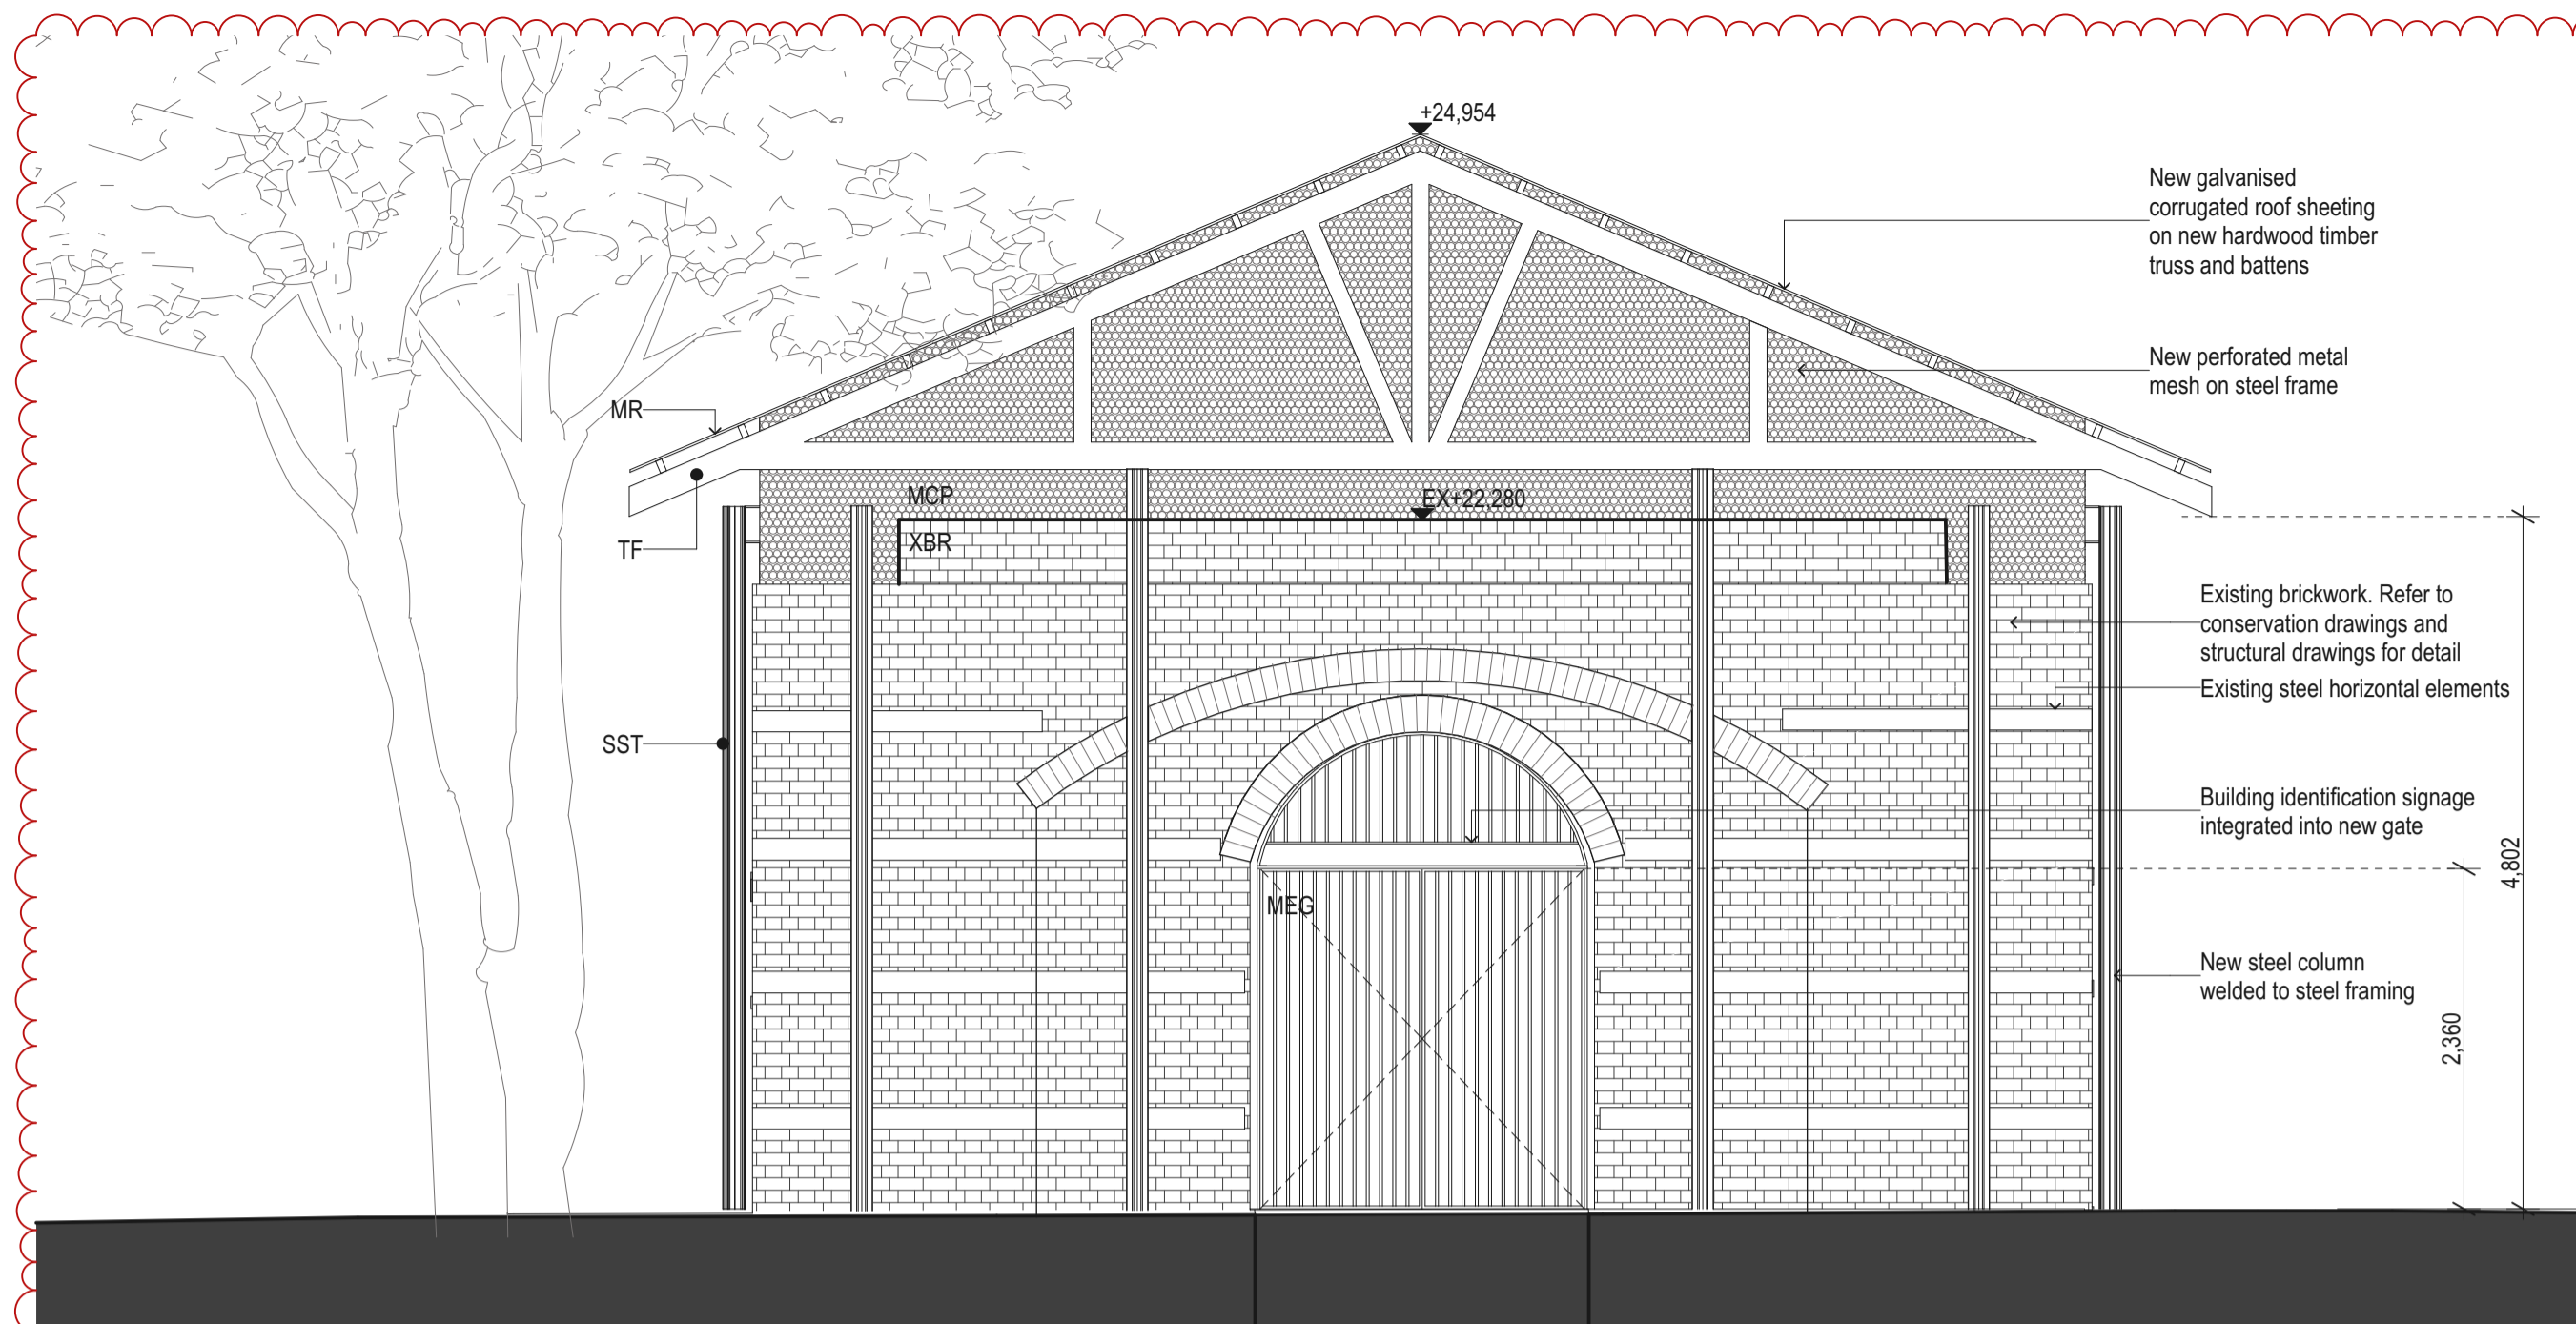 +24,954
New galvanised
corrugated roof sheeting
on new hardwood timber
truss and battens
New perforated metal
mesh on steel frame
MR
MCP
EX+22,280
XBR
TF
Existing brickwork. Refer to
conservation drawings and
structural drawings for detail
Existing steel horizontal elements
SST
Building identification signage
integrated into new gate
4,802
MEG
New steel column
welded to steel framing
2,360